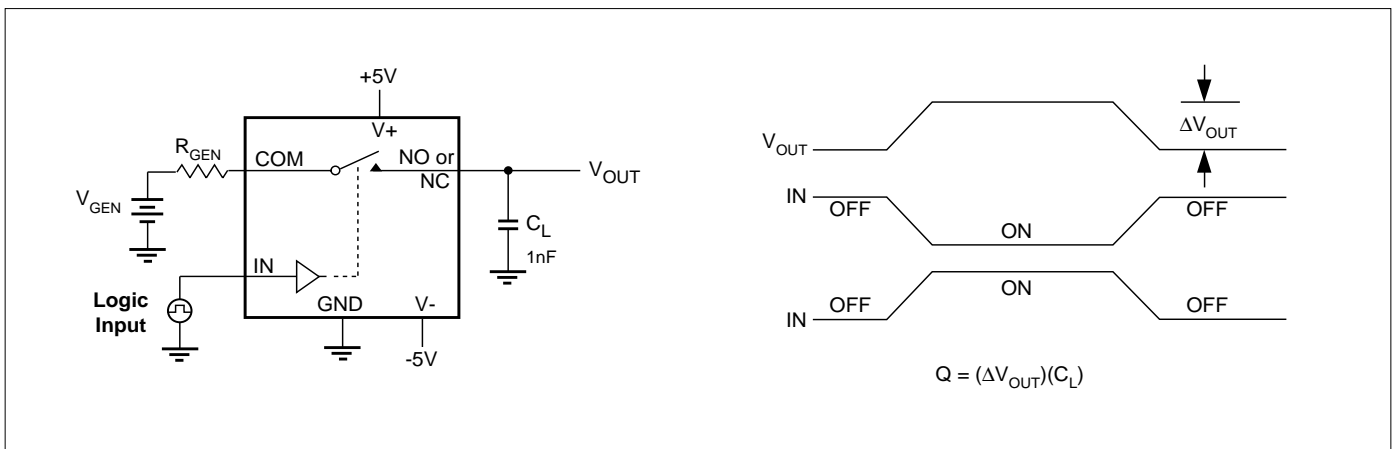 +5V
V+
R_GEN
COM
NO or
NC
V_OUT
V_GEN
C_L
1nF
IN
Logic
Input
GND
V-
-5V
V_OUT
ΔV_OUT
IN
OFF
ON
OFF
IN
OFF
ON
OFF
Q = (ΔV_OUT)(C_L)